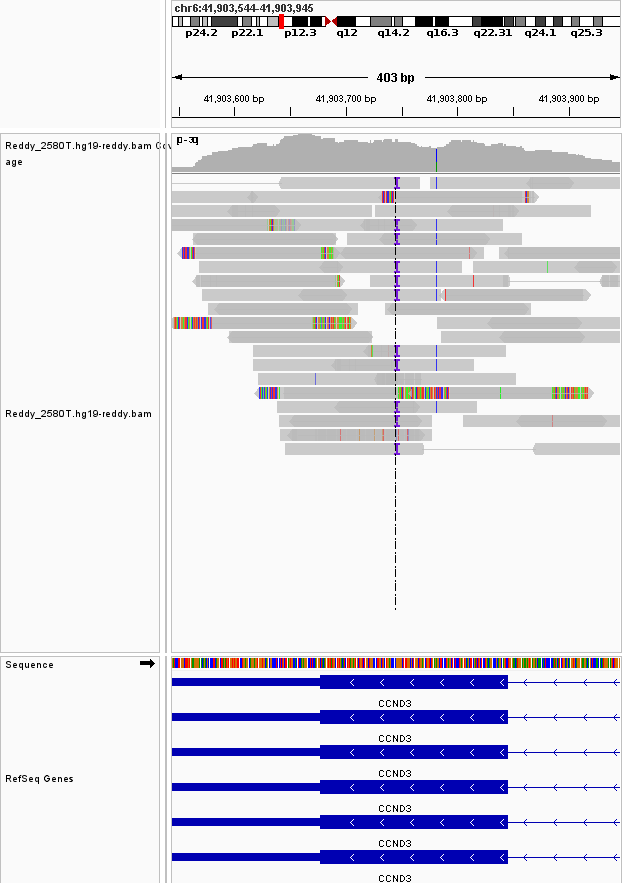 chr6:41,903,544-41,903,945
p24.2 p22.1 p12.3 q12 q14.2 q16.3 q22.31 q24.1 q25.3
403 bp
41,903,600 bp 41,903,700 bp 41,903,800 bp 41,903,900 bp
Reddy_2580T.hg19-reddy.bam Cov
age
Reddy_2580T.hg19-reddy.bam
Sequence
CCND3
CCND3
CCND3
RefSeq Genes
CCND3
CCND3
CCND3